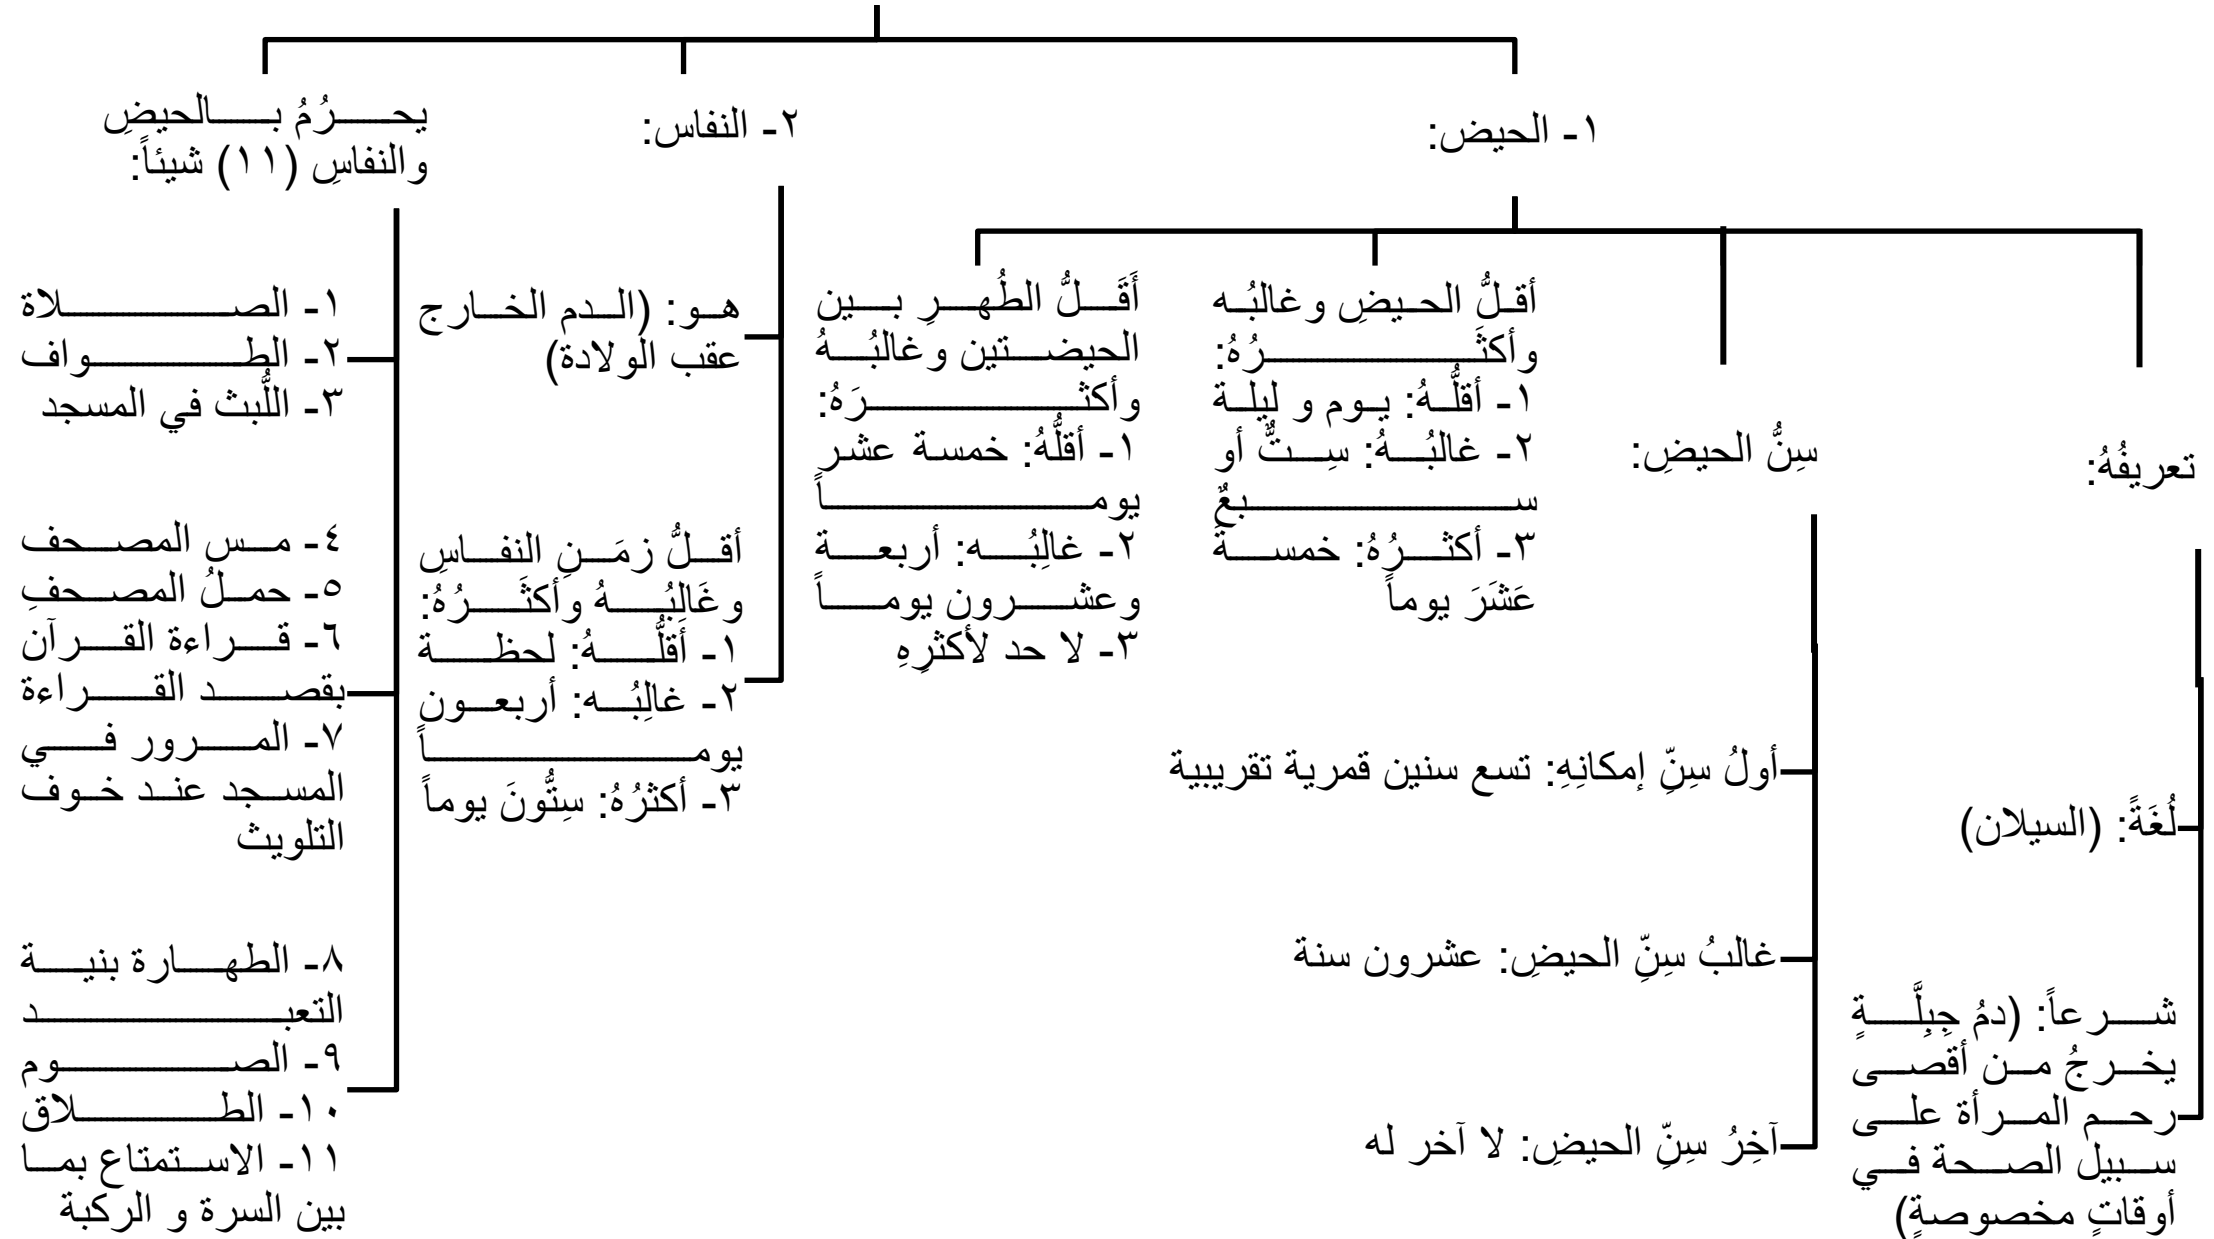 ١- الحيض:
تعريفُهُ:
لُغَةً: (السيلان)
شرعاً: (دمُ جِبِلَّةٍ
يخرجُ من أقصى
رحم المرأة على
سبيل الصحة في
أوقاتٍ مخصوصةٍ)
سِنُّ الحيضِ:
أولُ سِنِّ إمكانِهِ: تسع سنين قمرية تقريبية
غالبُ سِنِّ الحيضِ: عشرون سنة
آخِرُ سِنِّ الحيضِ: لا آخر له
أقلُّ الحيضِ وغالبُه
وأكثَرُهُ:
١- أقلُّهُ: يوم و ليلة
٢- غالبُهُ: سِتٌّ أو
سبعٌ
٣- أكثرُهُ: خمسةَ
عَشَرَ يوماً
أَقَلُّ الطُهرِ بين
الحيضتين وغالبُهُ
وأكثرَهُ:
١- أقلُّهُ: خمسة عشر
يوماً
٢- غالِبُه: أربعة
وعشرون يوماً
٣- لا حد لأكثرِهِ
٢- النفاس:
هو: (الدم الخارج
عقب الولادة)
أقلُّ زمَنِ النفاسِ
وغَالِبُهُ وأكثَرُهُ:
١- أقلُّهُ: لحظة
٢- غالِبُه: أربعون
يوماً
٣- أكثرُهُ: سِتُّونَ يوماً
يحرُمُ بالحيضِ
والنفاسِ (١١) شيئاً:
١- الصلاة
٢- الطواف
٣- اللُّبث في المسجد
٤- مس المصحف
٥- حملُ المصحفِ
٦- قراءة القرآن
بقصد القراءة
٧- المرور في
المسجد عند خوف
التلويث
٨- الطهارة بنية
التعبد
٩- الصوم
١٠- الطلاق
١١- الاستمتاع بما
بين السرة و الركبة